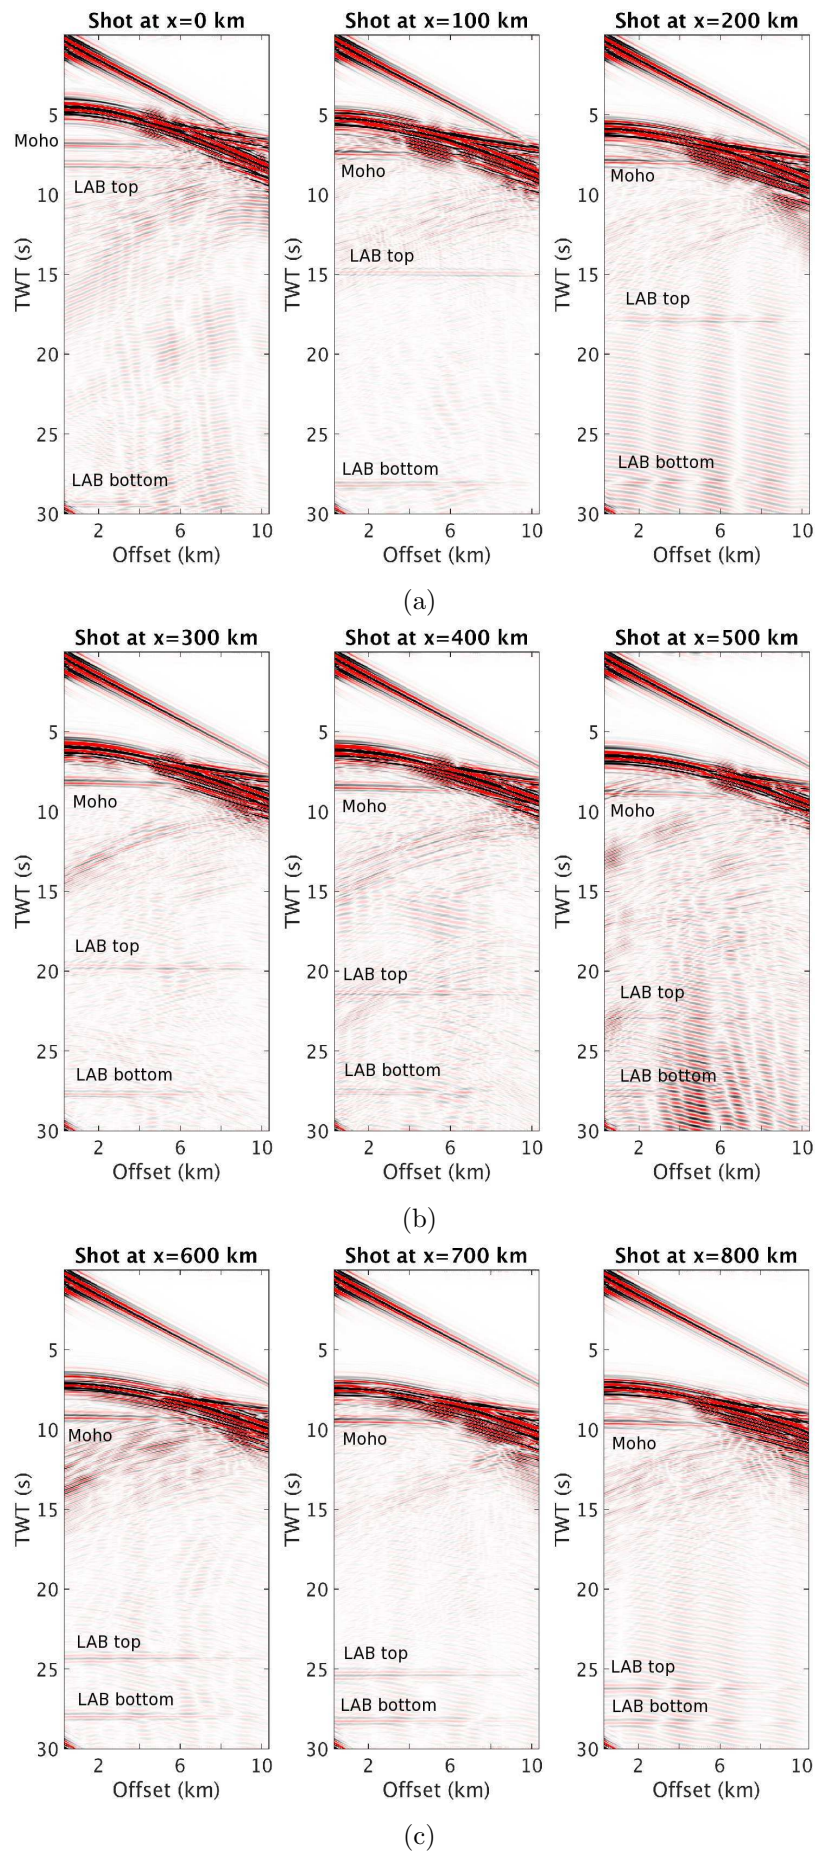 Shot at x=0 km Shot at x=100 km Shot at x=200 km
5 5 5
Moho
Moho Moho
LAB top
10 10 10
LAB top
15 15 15
LAB top
TWT (s) TWT (s) TWT (s)
20 20 20
25 25 25
LAB bottom LAB bottom LAB bottom
30 30 30
2 6 10 2 6 10 2 6 10
Offset (km) Offset (km) Offset (km)
(a)
Shot at x=300 km Shot at x=400 km Shot at x=500 km
5 5 5
Moho Moho Moho
10 10 10
15 15 15
TWT (s) TWT (s) TWT (s)
LAB top LAB top LAB top
20 20 20
25 25 25
LAB bottom LAB bottom LAB bottom
30 30 30
2 6 10 2 6 10 2 6 10
Offset (km) Offset (km) Offset (km)
(b)
Shot at x=600 km Shot at x=700 km Shot at x=800 km
5 5 5
10 10 10
Moho Moho Moho
15 15 15
TWT (s) TWT (s) TWT (s)
20 20 20
LAB top LAB top LAB top
25 25 25
LAB bottom LAB bottom LAB bottom
30 30 30
2 6 10 2 6 10 2 6 10
Offset (km) Offset (km) Offset (km)
(c)